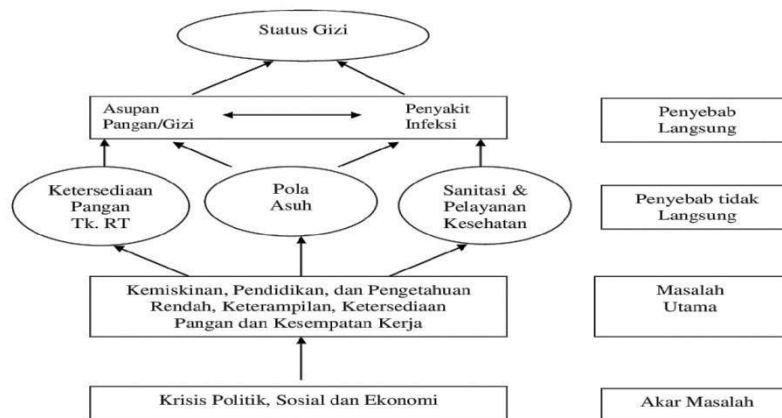 Status Gizi
Asupan
Pangan/Gizi
Penyakit
Infeksi
Penyebab
Langsung
Ketersediaan
Pangan
Tk. RT
Pola
Asuh
Sanitasi &
Pelayanan
Kesehatan
Penyebab tidak
Langsung
Kemiskinan, Pendidikan, dan Pengetahuan
Rendah, Keterampilan, Ketersediaan
Pangan dan Kesempatan Kerja
Masalah
Utama
Krisis Politik, Sosial dan Ekonomi
Akar Masalah